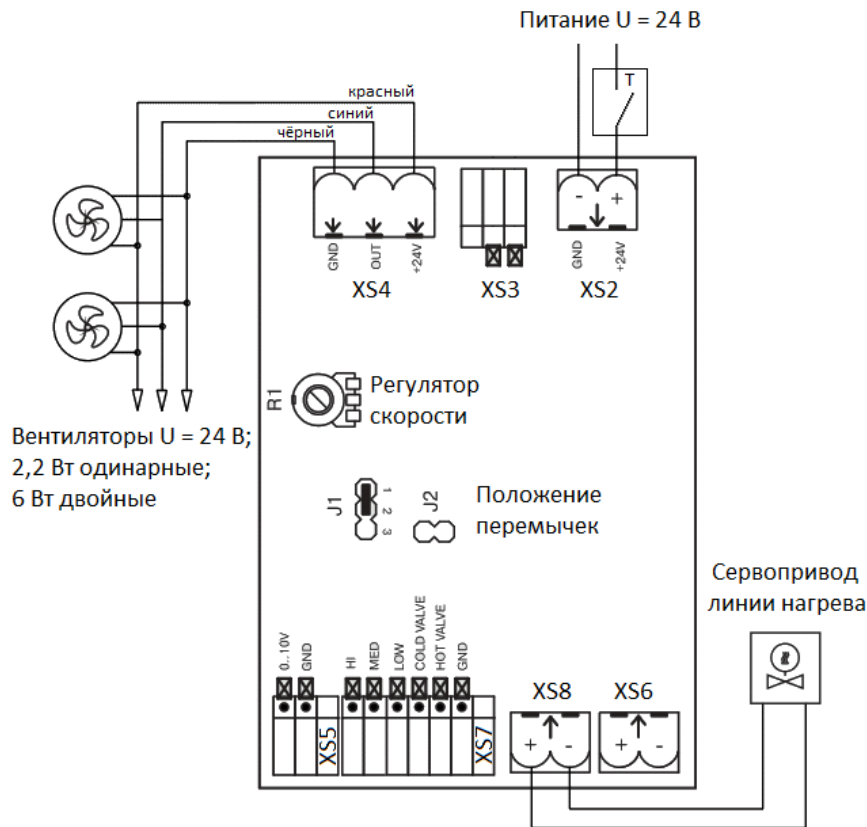 Питание U = 24 В
T
красный
синий
чёрный
- +
GND
OUT
+24V
GND
+24V
XS4
XS3
XS2
R1
Регулятор
скорости
Вентиляторы U = 24 В;
2,2 Вт одинарные;
6 Вт двойные
J1
1
2
3
J2
Положение
перемычек
Сервопривод
линии нагрева
0..10V
GND
HI
MED
LOW
COLD VALVE
HOT VALVE
GND
XS5
XS7
XS8
XS6
+ -
+ -